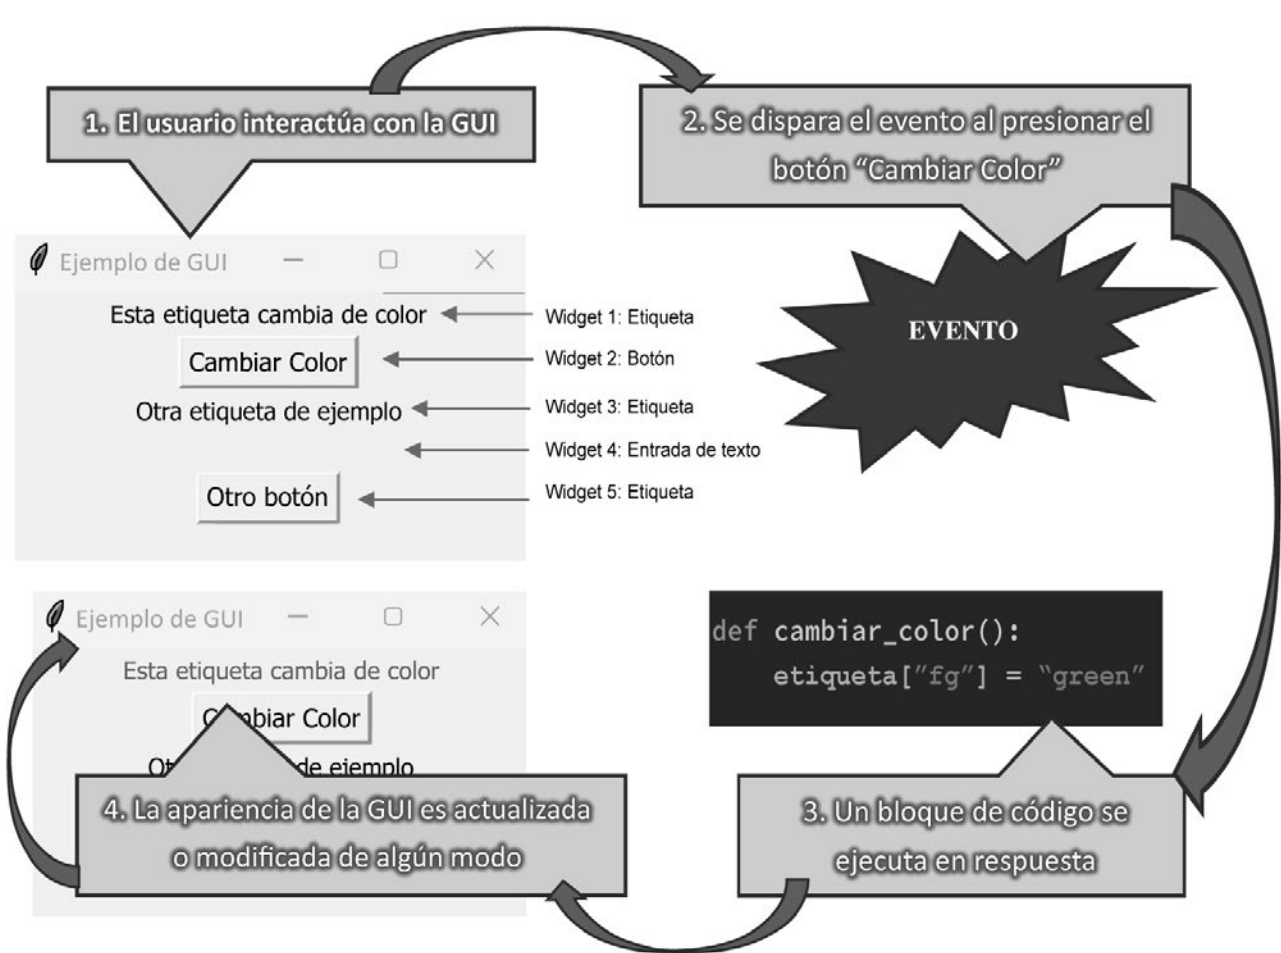 1. El usuario interactúa con la GUI
2. Se dispara el evento al presionar el
botón “Cambiar Color”
Ejemplo de GUI
Esta etiqueta cambia de color
Cambiar Color
Otra etiqueta de ejemplo
Otro botón
Widget 1: Etiqueta
Widget 2: Botón
Widget 3: Etiqueta
Widget 4: Entrada de texto
Widget 5: Etiqueta
EVENTO
def cambiar_color():
etiqueta["fg"] = "green"
3. Un bloque de código se
ejecuta en respuesta
Ejemplo de GUI
Esta etiqueta cambia de color
Color
de ejemplo
4. La apariencia de la GUI es actualizada
o modificada de algún modo